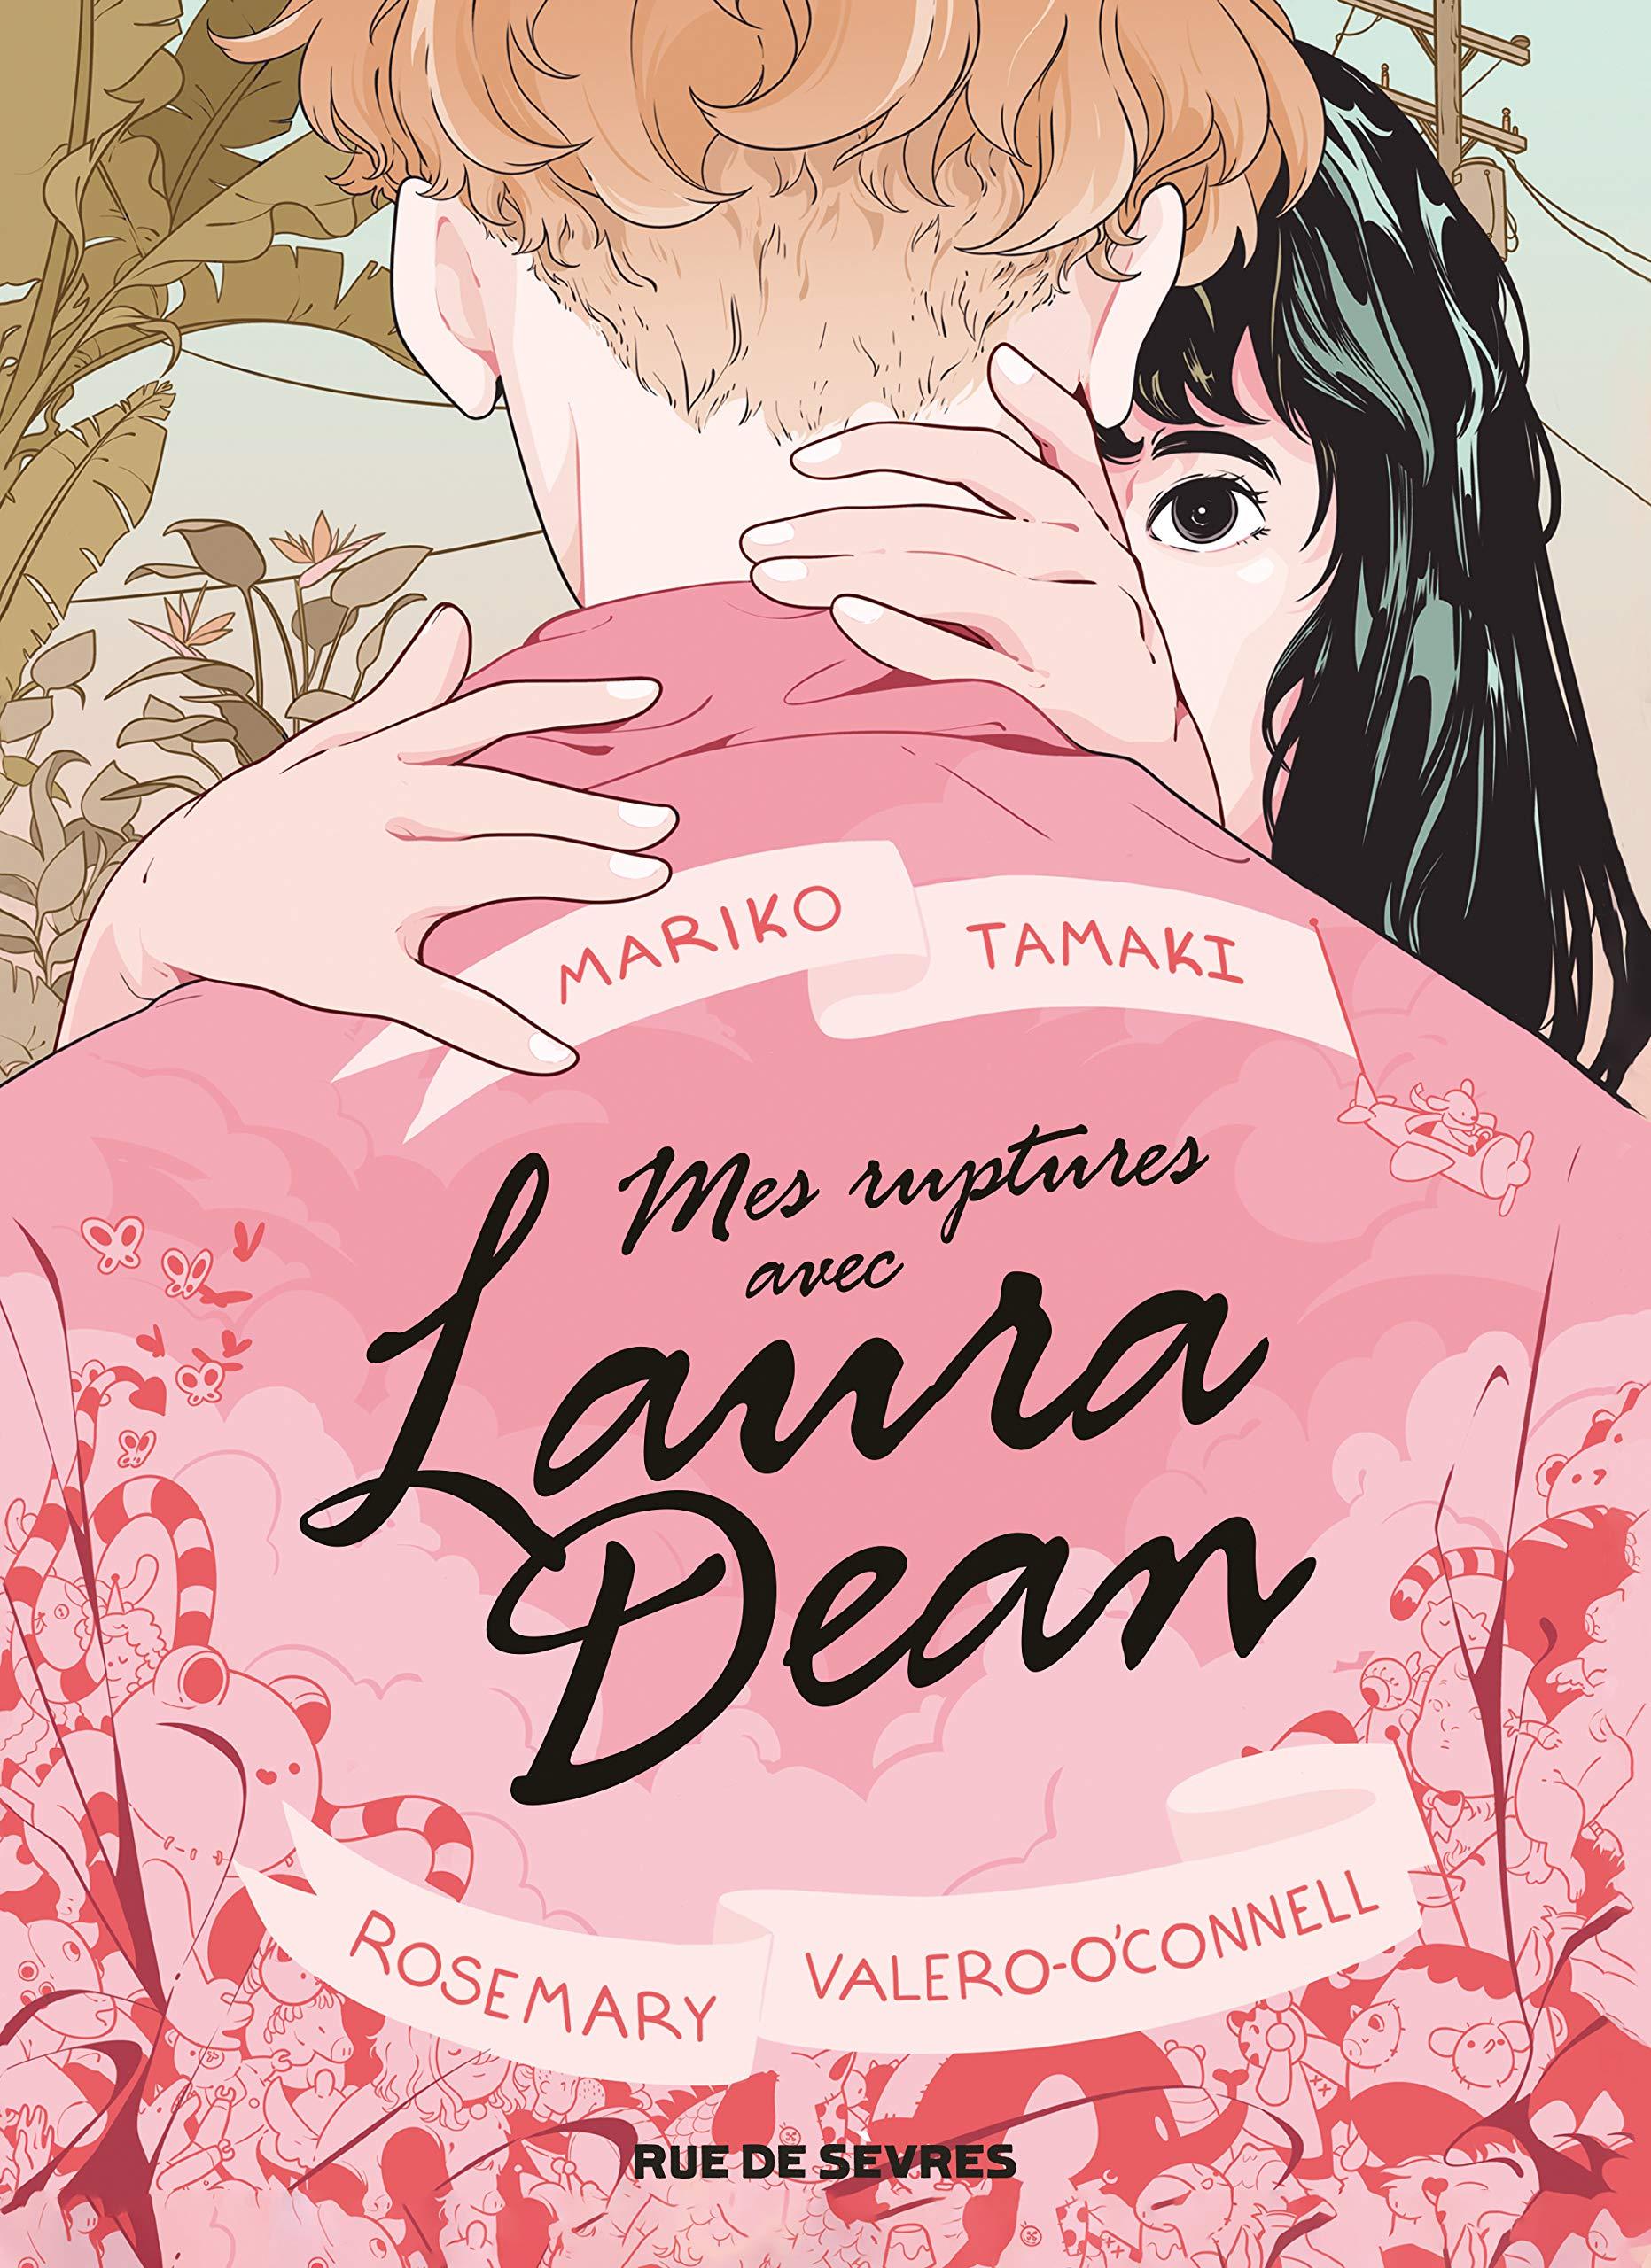 MARIKO TAMAKI
Mes ruptures
avec
Laura
Dean
ROSEMARY VALERO-O'CONNELL
RUE DE SEVRES